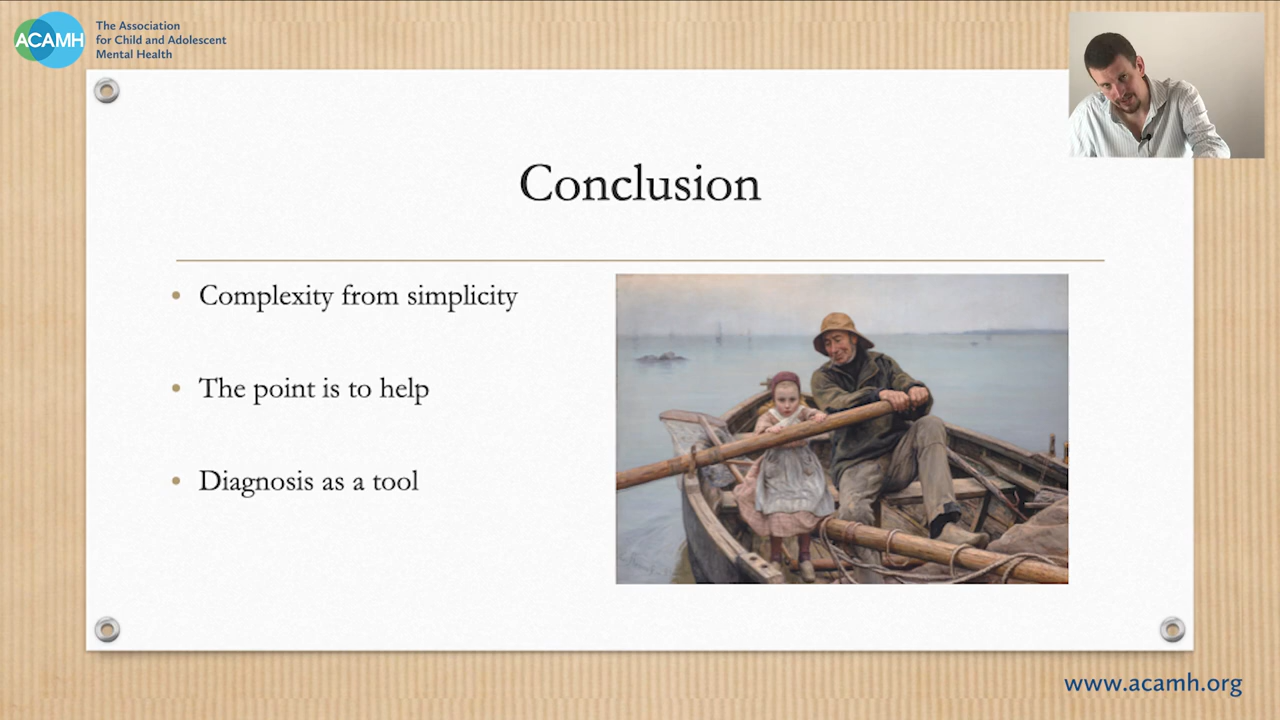 ACAMH
The Association
for Child and Adolescent
Mental Health
Conclusion
Complexity from simplicity
The point is to help
Diagnosis as a tool
www.acamh.org